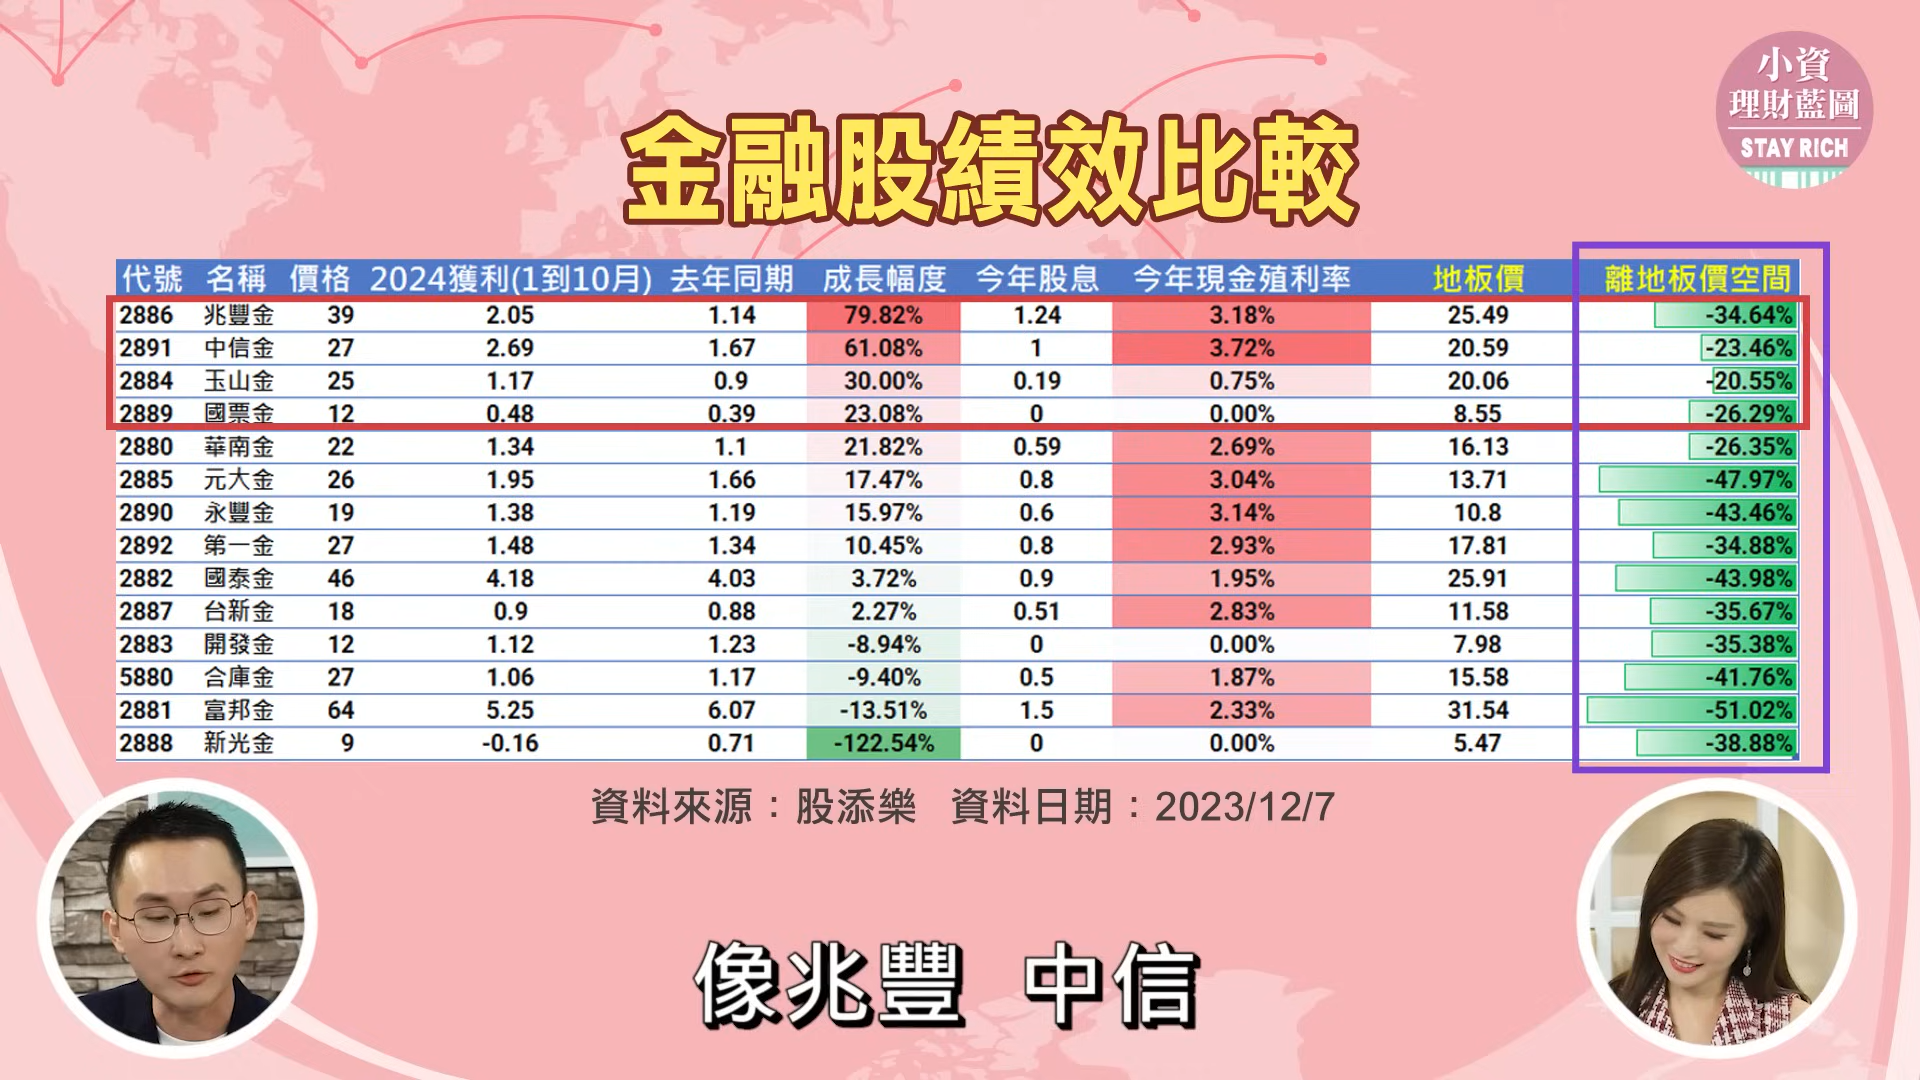 小資
理財藍圖
STAY RICH
金融股績效比較
代號 名稱 價格 2024獲利(1到10月) 去年同期 成長幅度 今年股息 今年現金殖利率 地板價 離地板價空間
2886 兆豐金 39 2.05 1.14 79.82% 1.24 3.18% 25.49 -34.64%
2891 中信金 27 2.69 1.67 61.08% 1 3.72% 20.59 -23.46%
2884 玉山金 25 1.17 0.9 30.00% 0.19 0.75% 20.06 -20.55%
2889 國票金 12 0.48 0.39 23.08% 0 0.00% 8.55 -26.29%
2880 華南金 22 1.34 1.1 21.82% 0.59 2.69% 16.13 -26.35%
2885 元大金 26 1.95 1.66 17.47% 0.8 3.04% 13.71 -47.97%
2890 永豐金 19 1.38 1.19 15.97% 0.6 3.14% 10.8 -43.46%
2892 第一金 27 1.48 1.34 10.45% 0.8 2.93% 17.81 -34.88%
2882 國泰金 46 4.18 4.03 3.72% 0.9 1.95% 25.91 -43.98%
2887 台新金 18 0.9 0.88 2.27% 0.51 2.83% 11.58 -35.67%
2883 開發金 12 1.12 1.23 -8.94% 0 0.00% 7.98 -35.38%
5880 合庫金 27 1.06 1.17 -9.40% 0.5 1.87% 15.58 -41.76%
2881 富邦金 64 5.25 6.07 -13.51% 1.5 2.33% 31.54 -51.02%
2888 新光金 9 -0.16 0.71 -122.54% 0 0.00% 5.47 -38.88%
資料來源：股添樂 資料日期：2023/12/7
像兆豐 中信